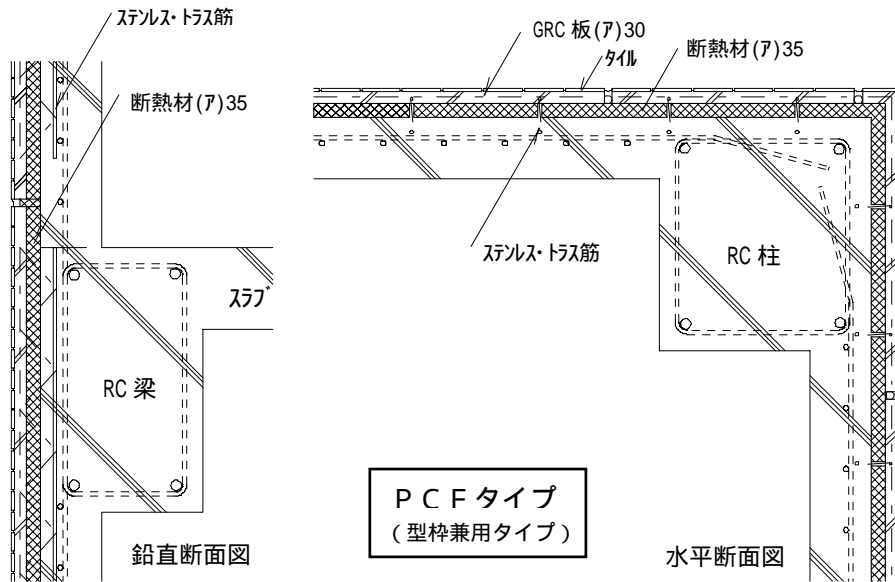 ステンレス・トラス筋
断熱材(ア)35
GRC 板(ア)30
タイル
断熱材(ア)35
ステンレス・トラス筋
RC 柱
スラブ
RC 梁
PCFタイプ
(型枠兼用タイプ)
鉛直断面図
水平断面図